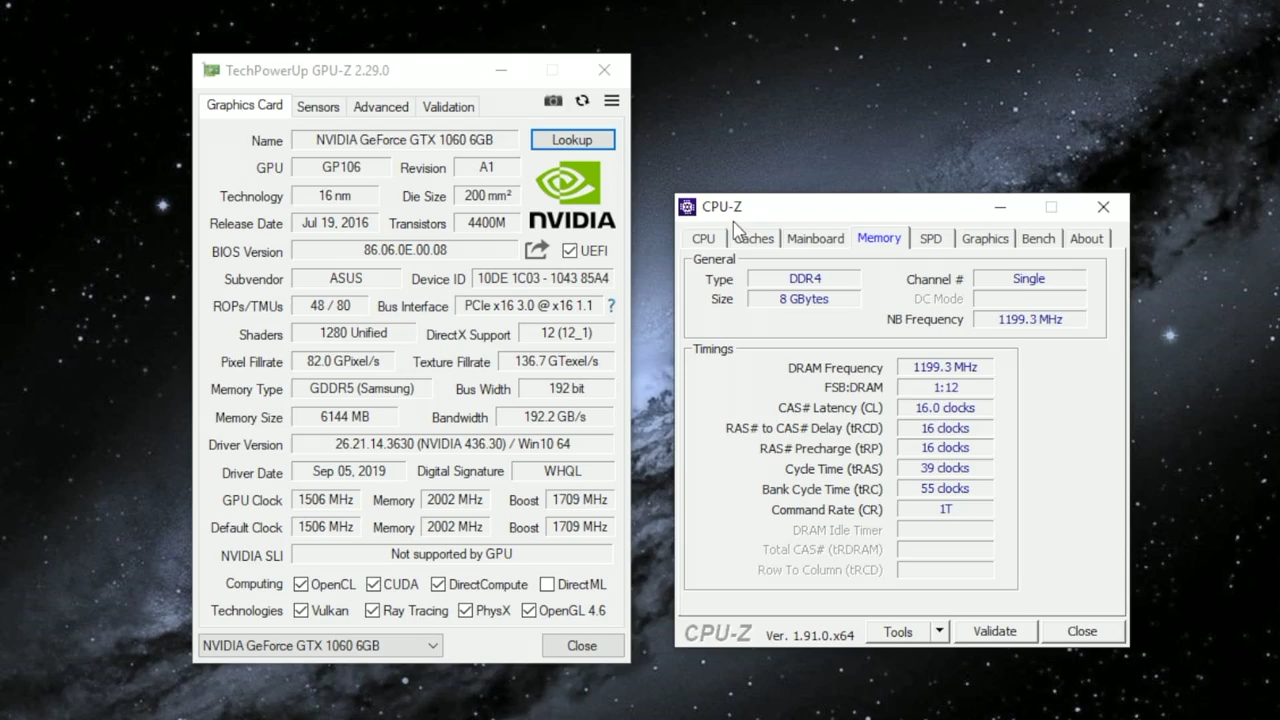 TechPowerUp GPU-Z 2.29.0
Graphics Card Sensors Advanced Validation
Name NVIDIA GeForce GTX 1060 6GB Lookup
GPU GP106 Revision A1
Technology 16 nm Die Size 200 mm²
NVIDIA
Release Date Jul 19, 2016 Transistors 4400M
BIOS Version 86.06.0E.00.08 UEFI
Subvendor ASUS Device ID 10DE 1C03 - 1043 85A4
ROPs/TMUs 48 / 80 Bus Interface PCIe x16 3.0 @ x16 1.1 ?
Shaders 1280 Unified DirectX Support 12 (12_1)
Pixel Fillrate 82.0 GPixel/s Texture Fillrate 136.7 GTexel/s
Memory Type GDDR5 (Samsung) Bus Width 192 bit
Memory Size 6144 MB Bandwidth 192.2 GB/s
Driver Version 26.21.14.3630 (NVIDIA 436.30) / Win10 64
Driver Date Sep 05, 2019 Digital Signature WHQL
GPU Clock 1506 MHz Memory 2002 MHz Boost 1709 MHz
Default Clock 1506 MHz Memory 2002 MHz Boost 1709 MHz
NVIDIA SLI Not supported by GPU
Computing OpenCL CUDA DirectCompute DirectML
Technologies Vulkan Ray Tracing PhysX OpenGL 4.6
NVIDIA GeForce GTX 1060 6GB Close
CPU-Z
CPU Caches Mainboard Memory SPD Graphics Bench About
General
Type DDR4 Channel # Single
Size 8 GBytes DC Mode
NB Frequency 1199.3 MHz
Timings
DRAM Frequency 1199.3 MHz
FSB:DRAM 1:12
CAS# Latency (CL) 16.0 clocks
RAS# to CAS# Delay (tRCD) 16 clocks
RAS# Precharge (tRP) 16 clocks
Cycle Time (tRAS) 39 clocks
Bank Cycle Time (tRC) 55 clocks
Command Rate (CR) 1T
DRAM Idle Timer
Total CAS# (tRDRAM)
Row To Column (tRCD)
CPU-Z Ver. 1.91.0.x64 Tools Validate Close